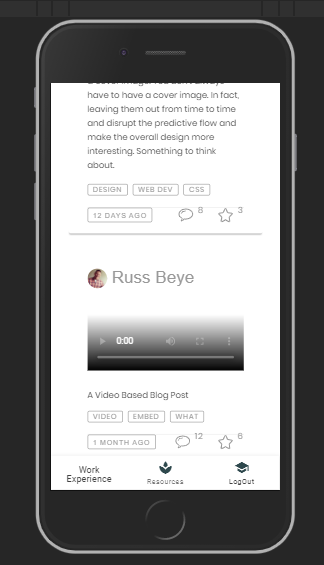 have to have a cover image. In fact,
leaving them out from time to time
and disrupt the predictive flow and
make the overall design more
interesting. Something to think
about.
DESIGN WEB DEV CSS
12 DAYS AGO 8 3
Russ Beye
0:00
A Video Based Blog Post
VIDEO EMBED WHAT
1 MONTH AGO 12 6
Work
Experience
Resources
LogOut